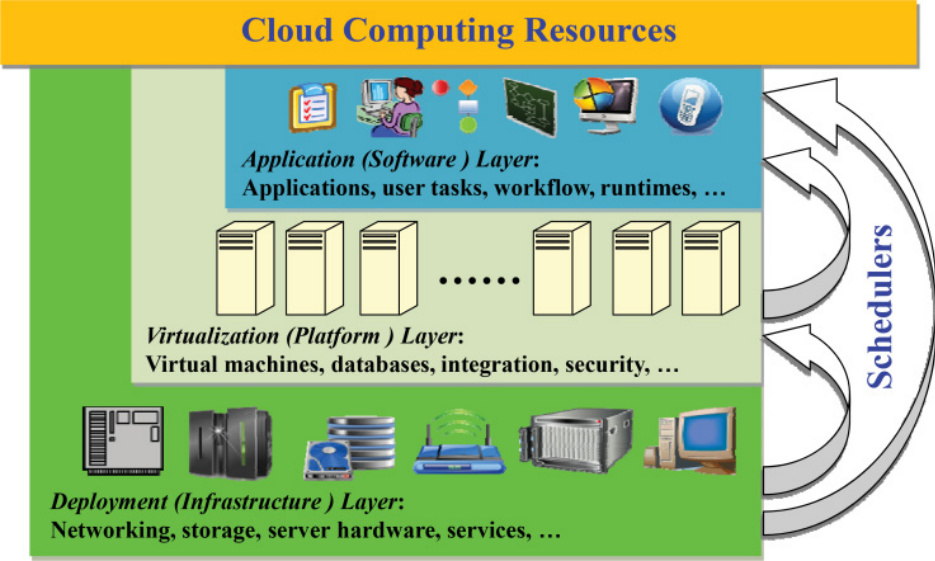 Cloud Computing Resources
Application (Software ) Layer:
Applications, user tasks, workflow, runtimes, …
Virtualization (Platform ) Layer:
Virtual machines, databases, integration, security, …
Deployment (Infrastructure ) Layer:
Networking, storage, server hardware, services, …
Schedulers